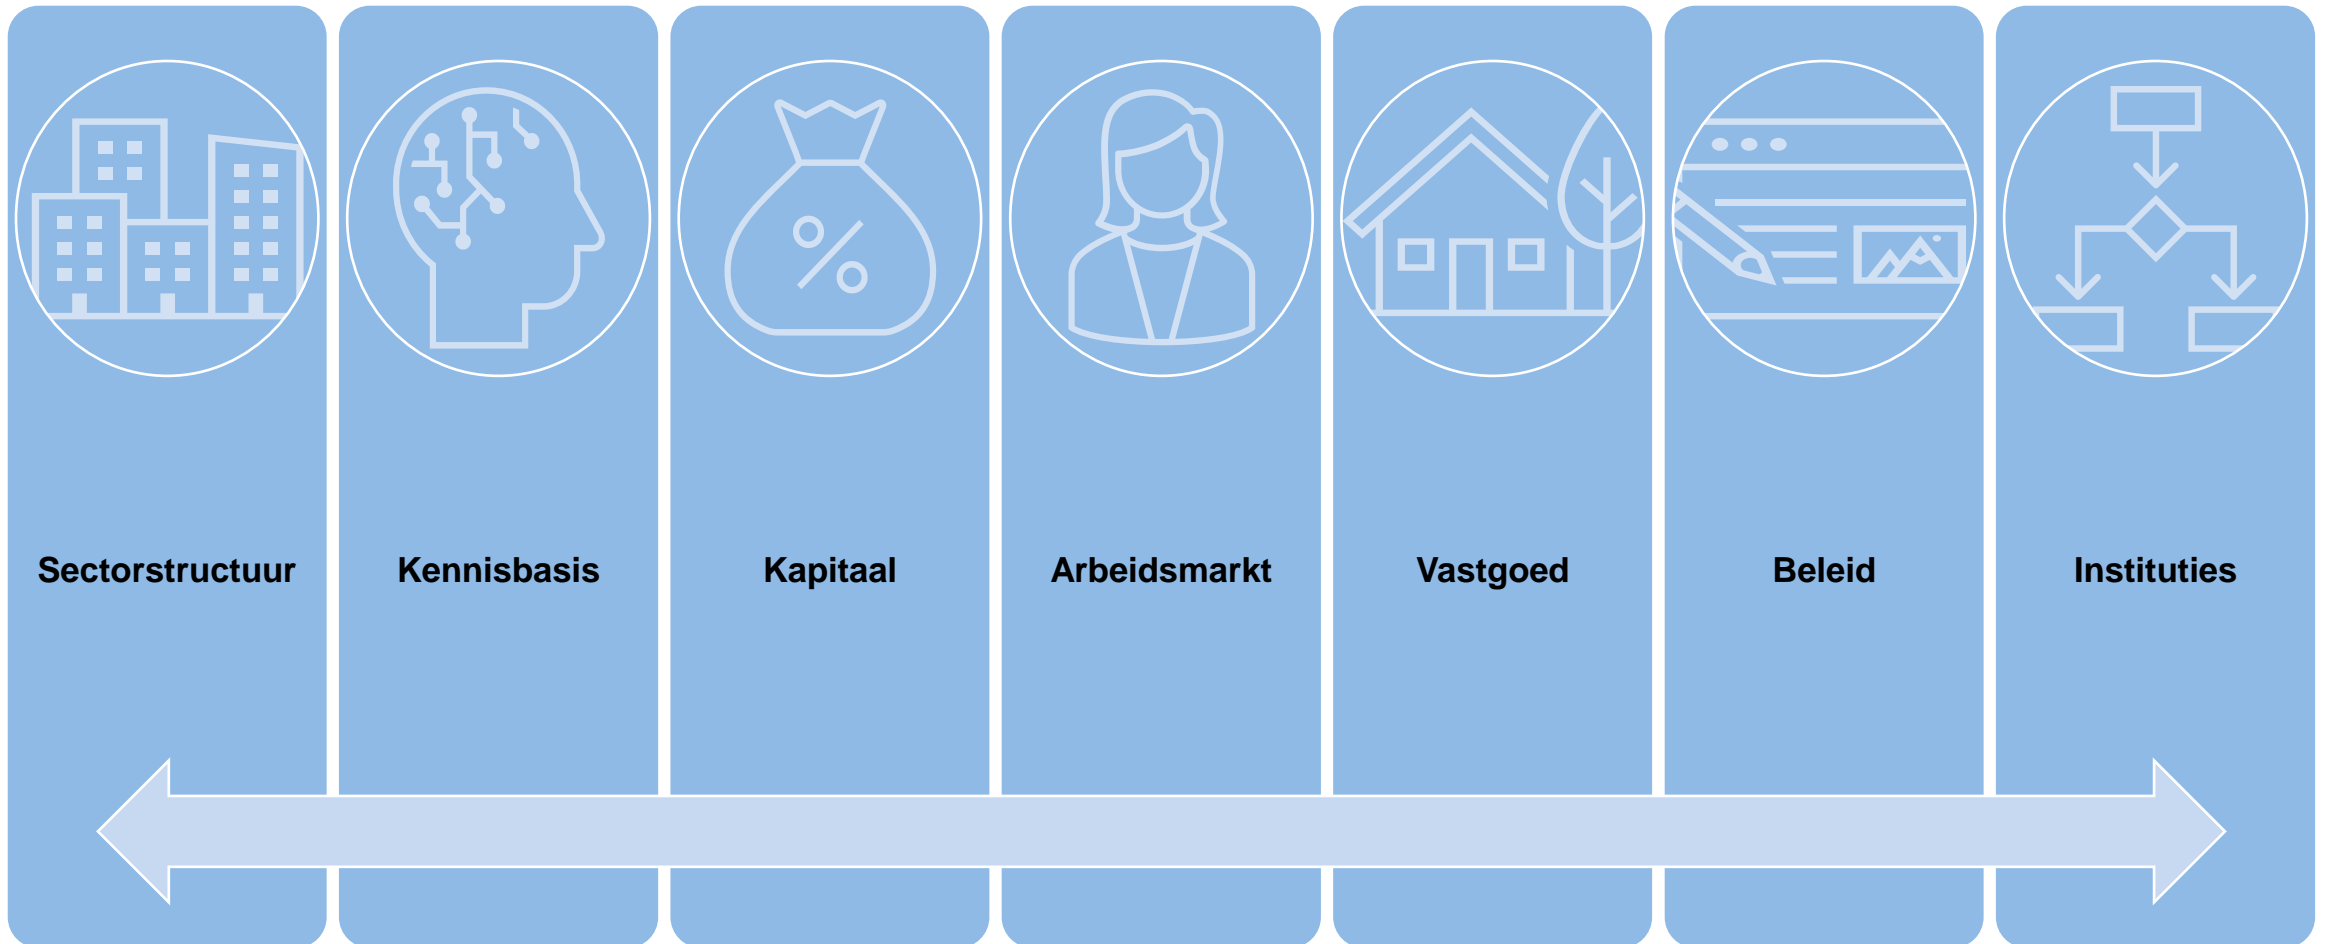 Sectorstructuur
Kennisbasis
Kapitaal
Arbeidsmarkt
Vastgoed
Beleid
Instituties